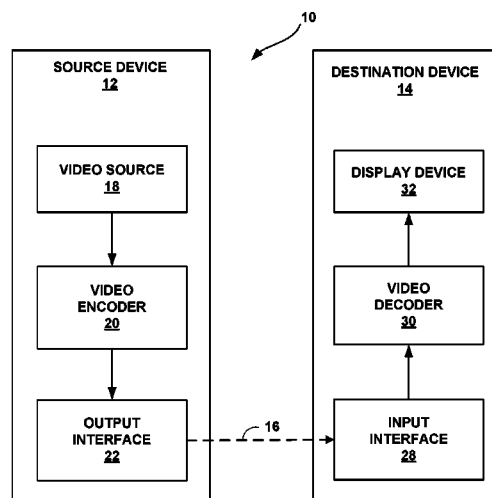 10
SOURCE DEVICE
12
VIDEO SOURCE
18
VIDEO
ENCODER
20
OUTPUT
INTERFACE
22
16
DESTINATION DEVICE
14
DISPLAY DEVICE
32
VIDEO
DECODER
30
INPUT
INTERFACE
28